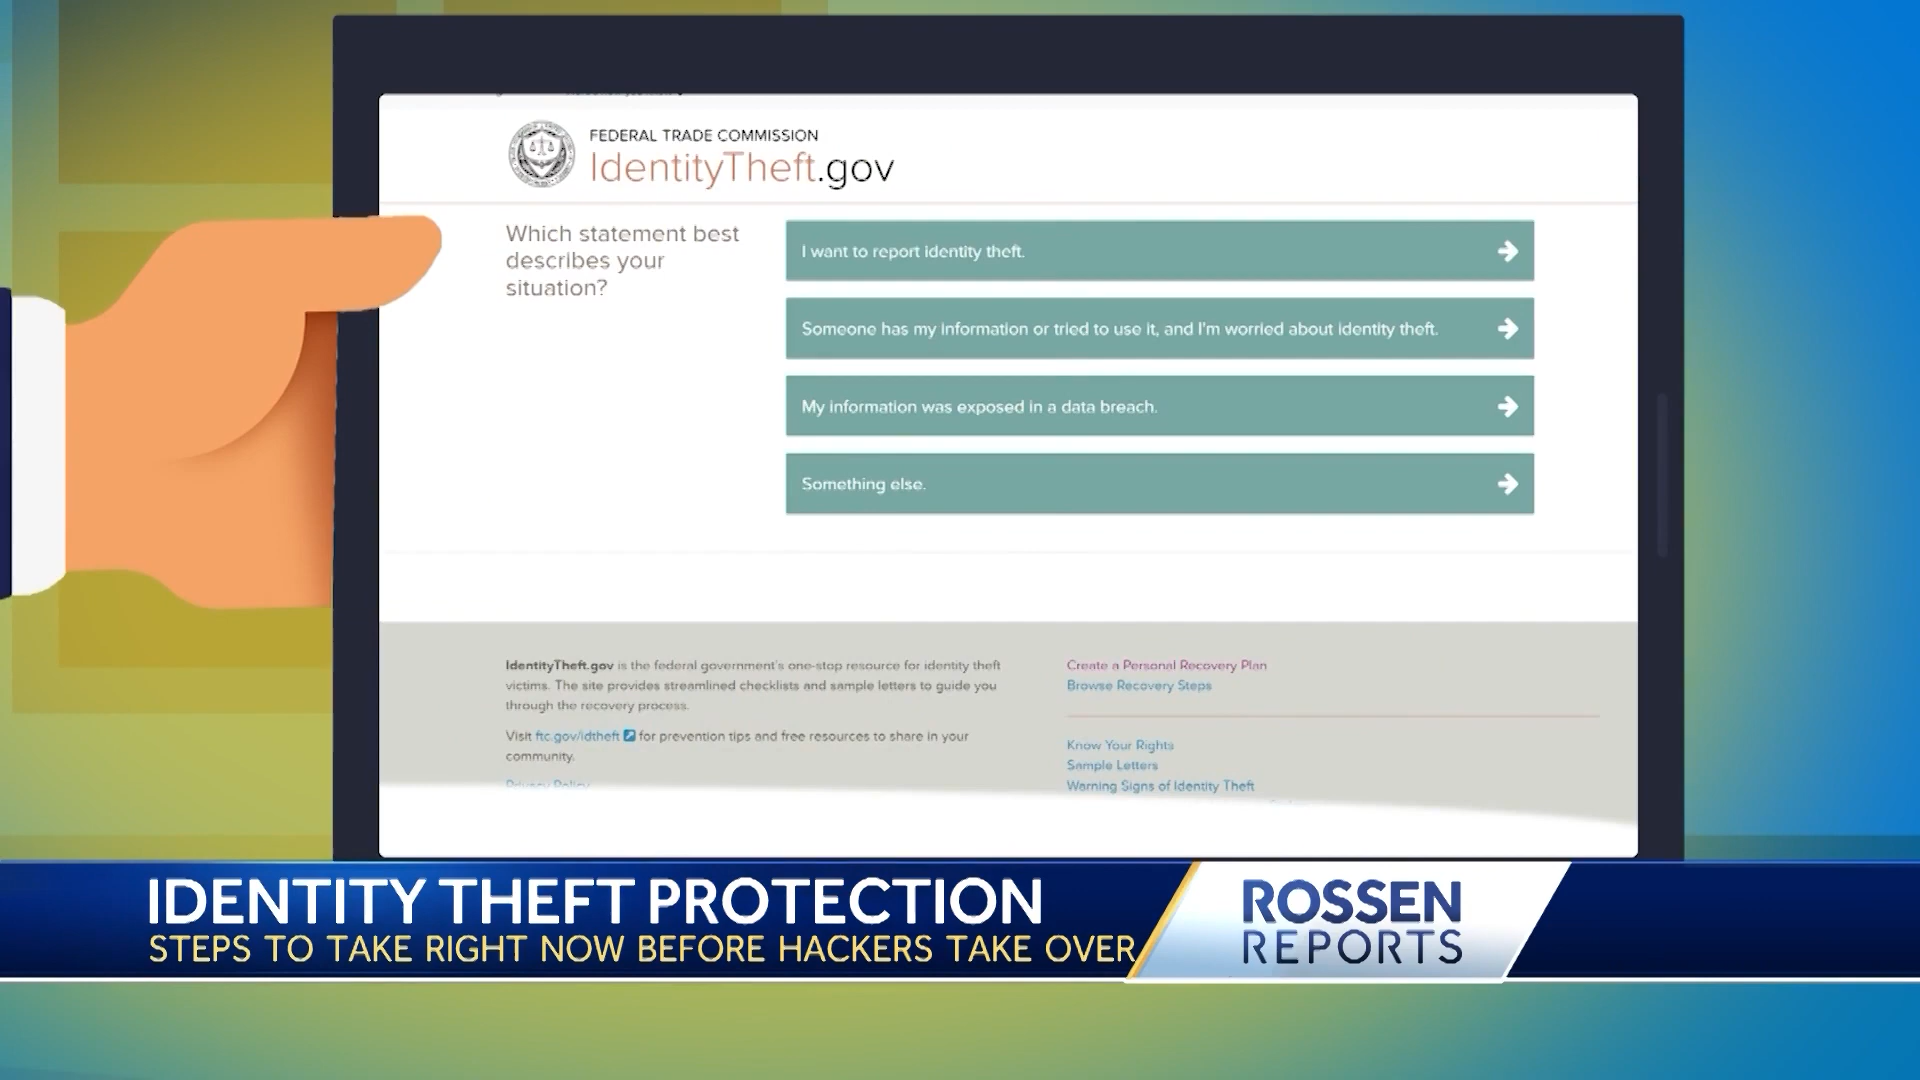 FEDERAL TRADE COMMISSION
IdentityTheft.gov
Which statement best
describes your
situation?
I want to report identity theft.
Someone has my information or tried to use it, and I'm worried about identity theft.
My information was exposed in a data breach.
Something else.
IdentityTheft.gov is the federal government's one-stop resource for identity theft
victims. The site provides streamlined checklists and sample letters to guide you
through the recovery process.
Visit ftc.gov/idtheft for prevention tips and free resources to share in your
community.
Privacy Policy
Create a Personal Recovery Plan
Browse Recovery Steps
Know Your Rights
Sample Letters
Warning Signs of Identity Theft
IDENTITY THEFT PROTECTION
STEPS TO TAKE RIGHT NOW BEFORE HACKERS TAKE OVER
ROSSEN
REPORTS